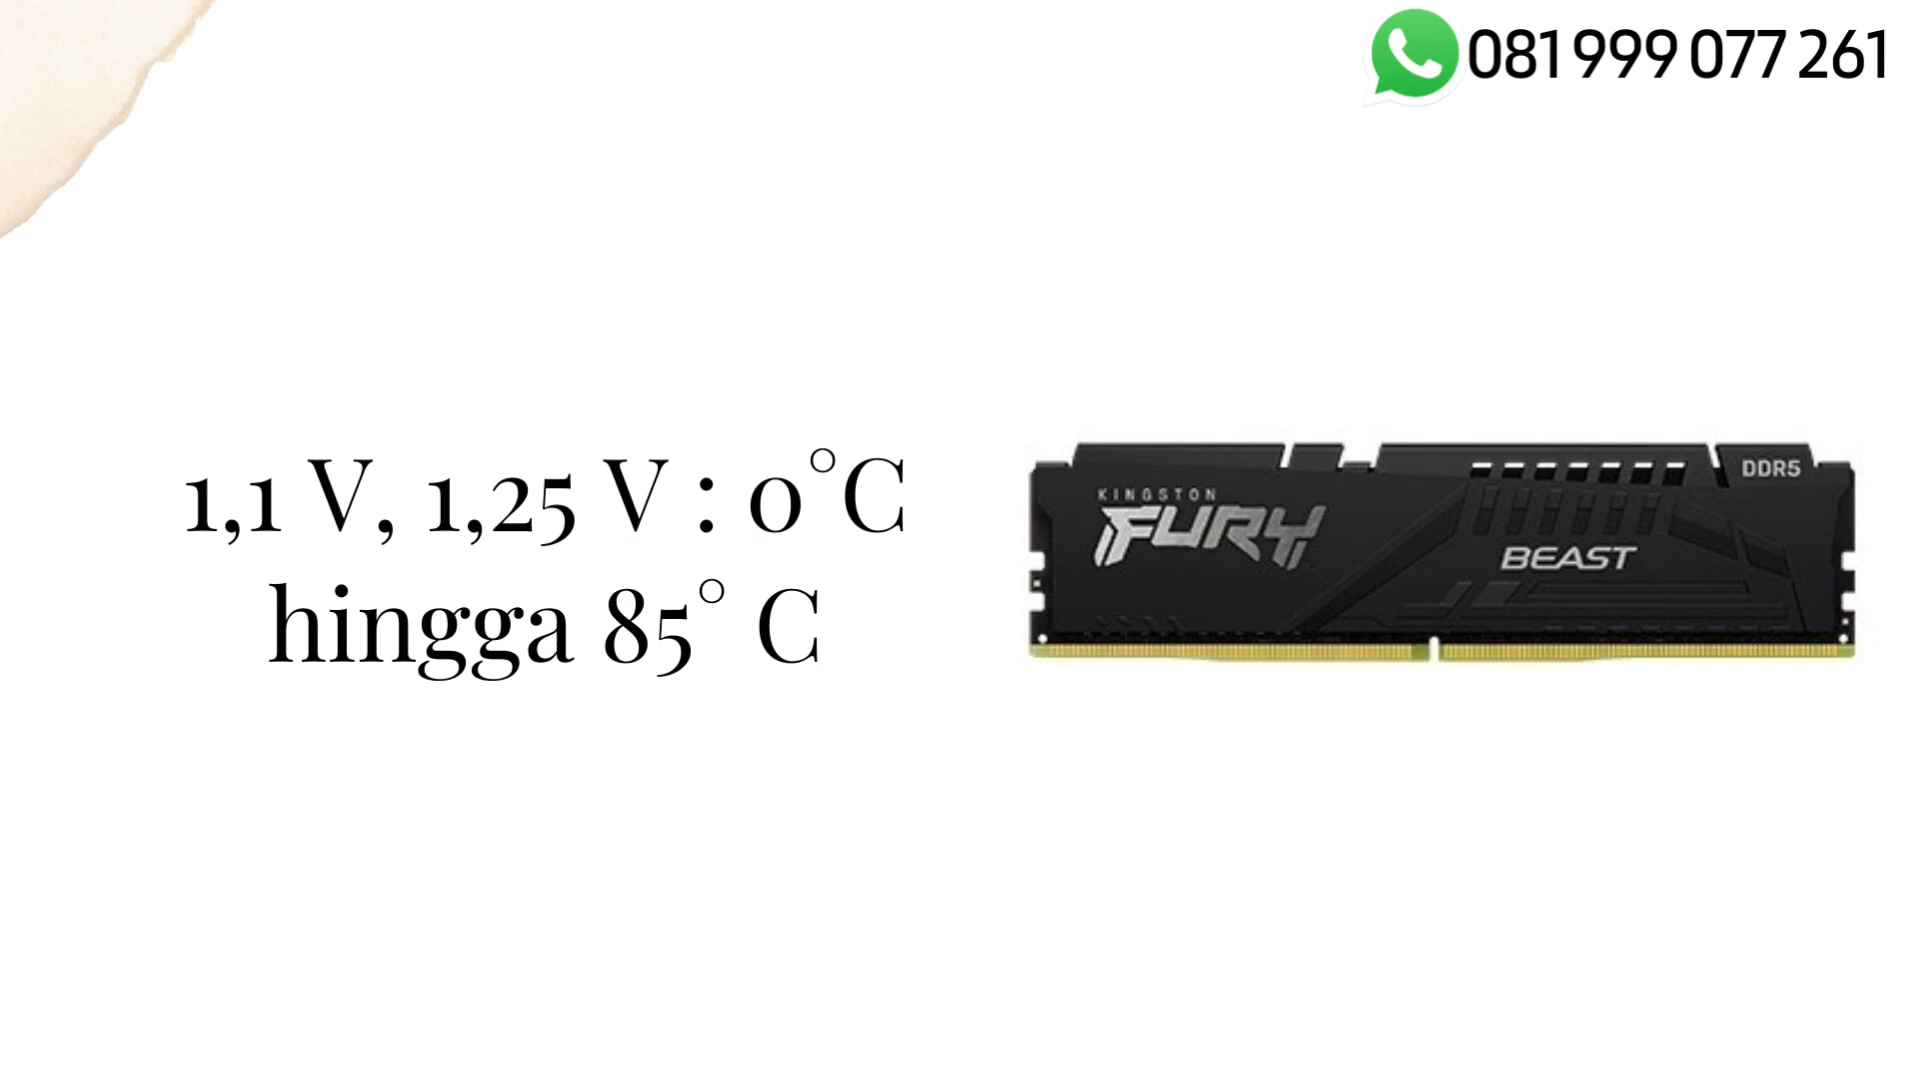 081 999 077 261
1,1 V, 1,25 V : 0°C
hingga 85° C
KINGSTON
FURY
BEAST
DDR5